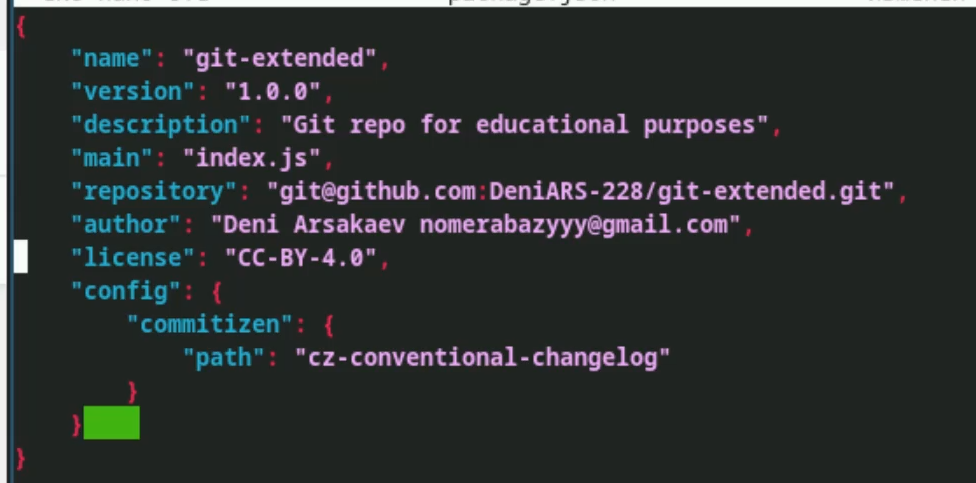 {
    "name": "git-extended",
    "version": "1.0.0",
    "description": "Git repo for educational purposes",
    "main": "index.js",
    "repository": "git@github.com:DeniARS-228/git-extended.git",
    "author": "Deni Arsakaev nomerabazyyy@gmail.com",
    "license": "CC-BY-4.0",
    "config": {
        "commitizen": {
            "path": "cz-conventional-changelog"
        }
    }
}